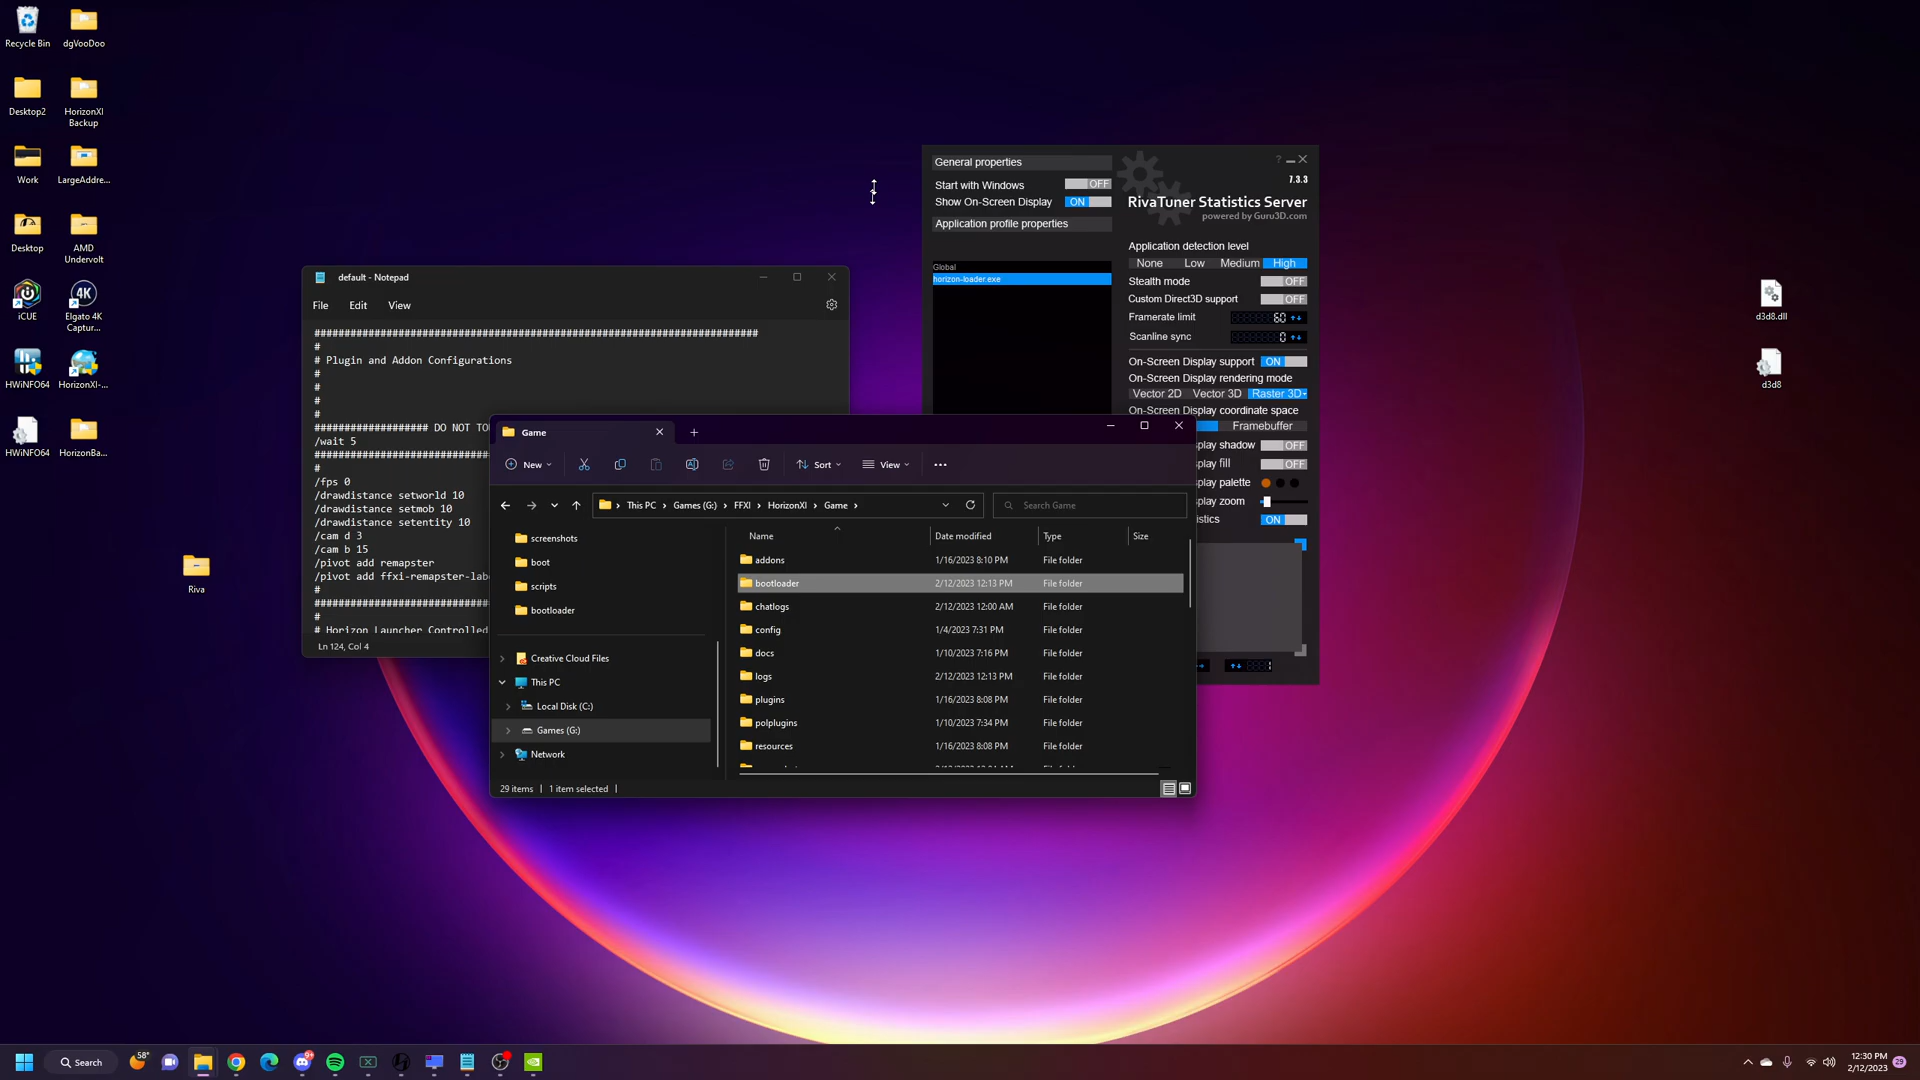 Recycle Bin
dgVooDoo
Desktop2
HorizonXI
Backup
Work
LargeAddre...
Desktop
AMD
Undervolt
iCUE
Elgato 4K
Captur...
HWiNFO64
HorizonXI-...
HWiNFO64
HorizonBa...
Riva
d3d8.dll
d3d8
General properties
Start with Windows
OFF
Show On-Screen Display
ON
Application profile properties
Global
horizon-loader.exe
?
7.3.3
RivaTuner Statistics Server
powered by Guru3D.com
Application detection level
None Low Medium High
Stealth mode
OFF
Custom Direct3D support
OFF
Framerate limit
60
Scanline sync
0
On-Screen Display support
ON
On-Screen Display rendering mode
Vector 2D Vector 3D Raster 3D
On-Screen Display coordinate space
Framebuffer
play shadow
OFF
play fill
OFF
play palette
play zoom
istics
ON
default - Notepad
File Edit View
###########################################################################
#
# Plugin and Addon Configurations
#
#
#
################### DO NOT TOU
/wait 5
#
/fps 0
/drawdistance setworld 10
/drawdistance setmob 10
/drawdistance setentity 10
/cam d 3
/cam b 15
/pivot add remapster
/pivot add ffxi-remapster-labe
#
#
# Horizon Launcher Controlled
Ln 124, Col 4
Game
New
Sort
View
This PC > Games (G:) > FFXI > HorizonXI > Game >
Search Game
screenshots
boot
scripts
bootloader
Creative Cloud Files
This PC
Local Disk (C:)
Games (G:)
Network
Name Date modified Type Size
addons 1/16/2023 8:10 PM File folder
bootloader 2/12/2023 12:13 PM File folder
chatlogs 2/12/2023 12:00 AM File folder
config 1/4/2023 7:31 PM File folder
docs 1/10/2023 7:16 PM File folder
logs 2/12/2023 12:13 PM File folder
plugins 1/16/2023 8:08 PM File folder
polplugins 1/10/2023 7:34 PM File folder
resources 1/16/2023 8:08 PM File folder
29 items 1 item selected
Search
58°
12:30 PM
2/12/2023
29